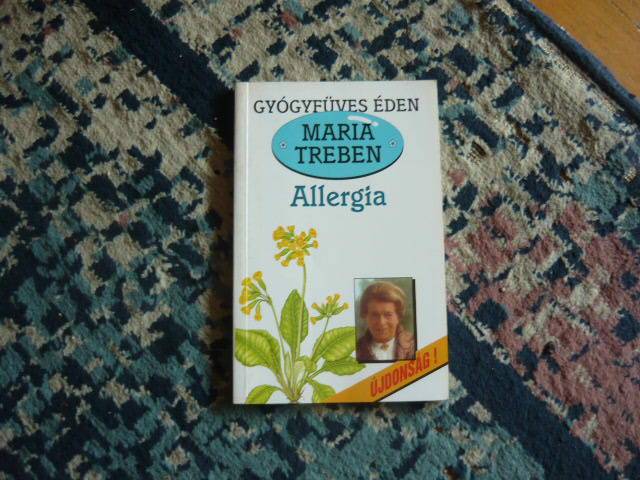 GYÓGYFÜVES ÉDEN
MARIA
TREBEN
Allergia
ÚJDONSÁG !